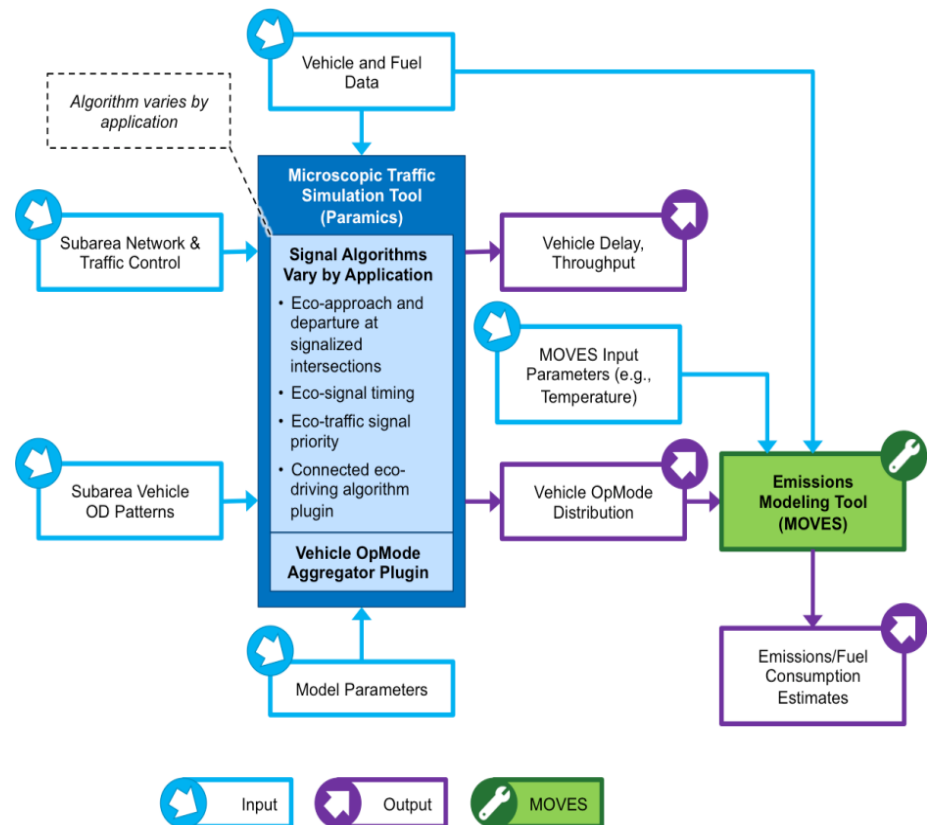 Vehicle and Fuel
Data
Algorithm varies by
application
Microscopic Traffic
Simulation Tool
(Paramics)
Subarea Network &
Traffic Control
Vehicle Delay,
Throughput
Signal Algorithms
Vary by Application
• Eco-approach and
departure at
signalized
intersections
• Eco-signal timing
• Eco-traffic signal
priority
• Connected eco-
driving algorithm
plugin
MOVES Input
Parameters (e.g.,
Temperature)
Subarea Vehicle
OD Patterns
Vehicle OpMode
Distribution
Emissions
Modeling Tool
(MOVES)
Vehicle OpMode
Aggregator Plugin
Model Parameters
Emissions/Fuel
Consumption
Estimates
Input
Output
MOVES